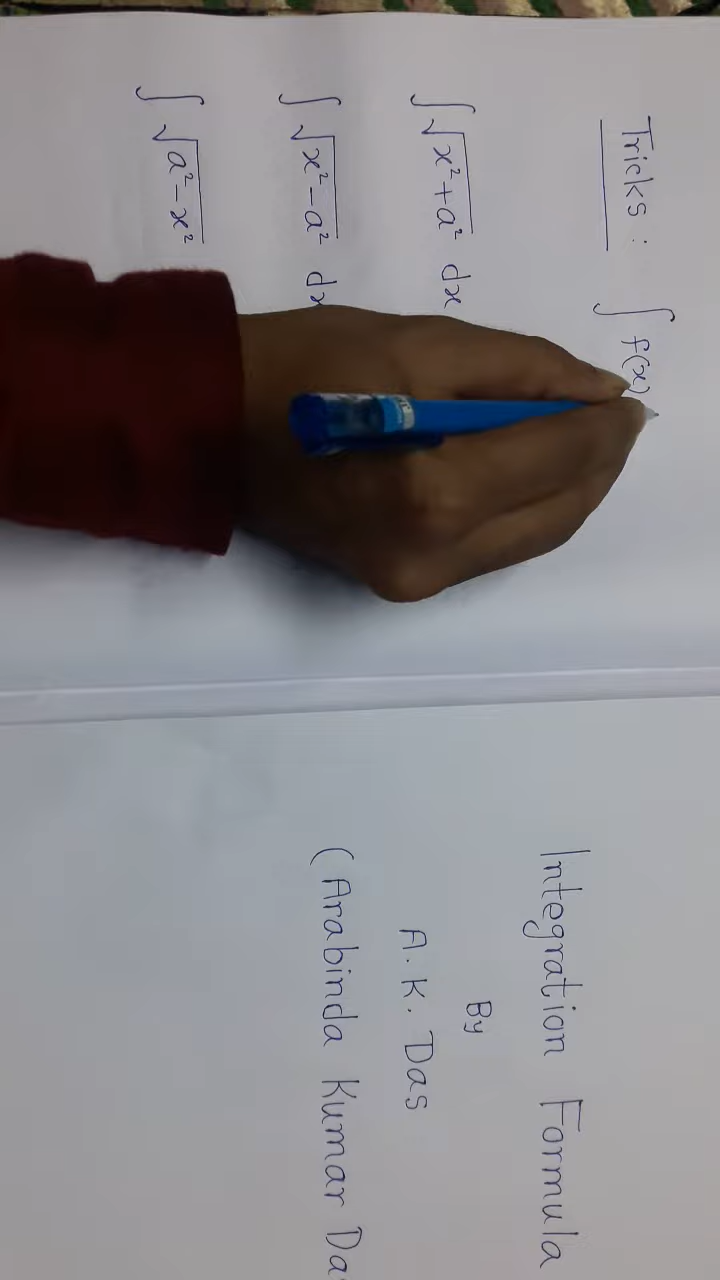 Tricks : ∫ f(x)
∫ √x²+a² dx
∫ √x²-a² dx
∫ √a²-x²
Integration Formula
By
A. K. Das
(Arabinda Kumar Das